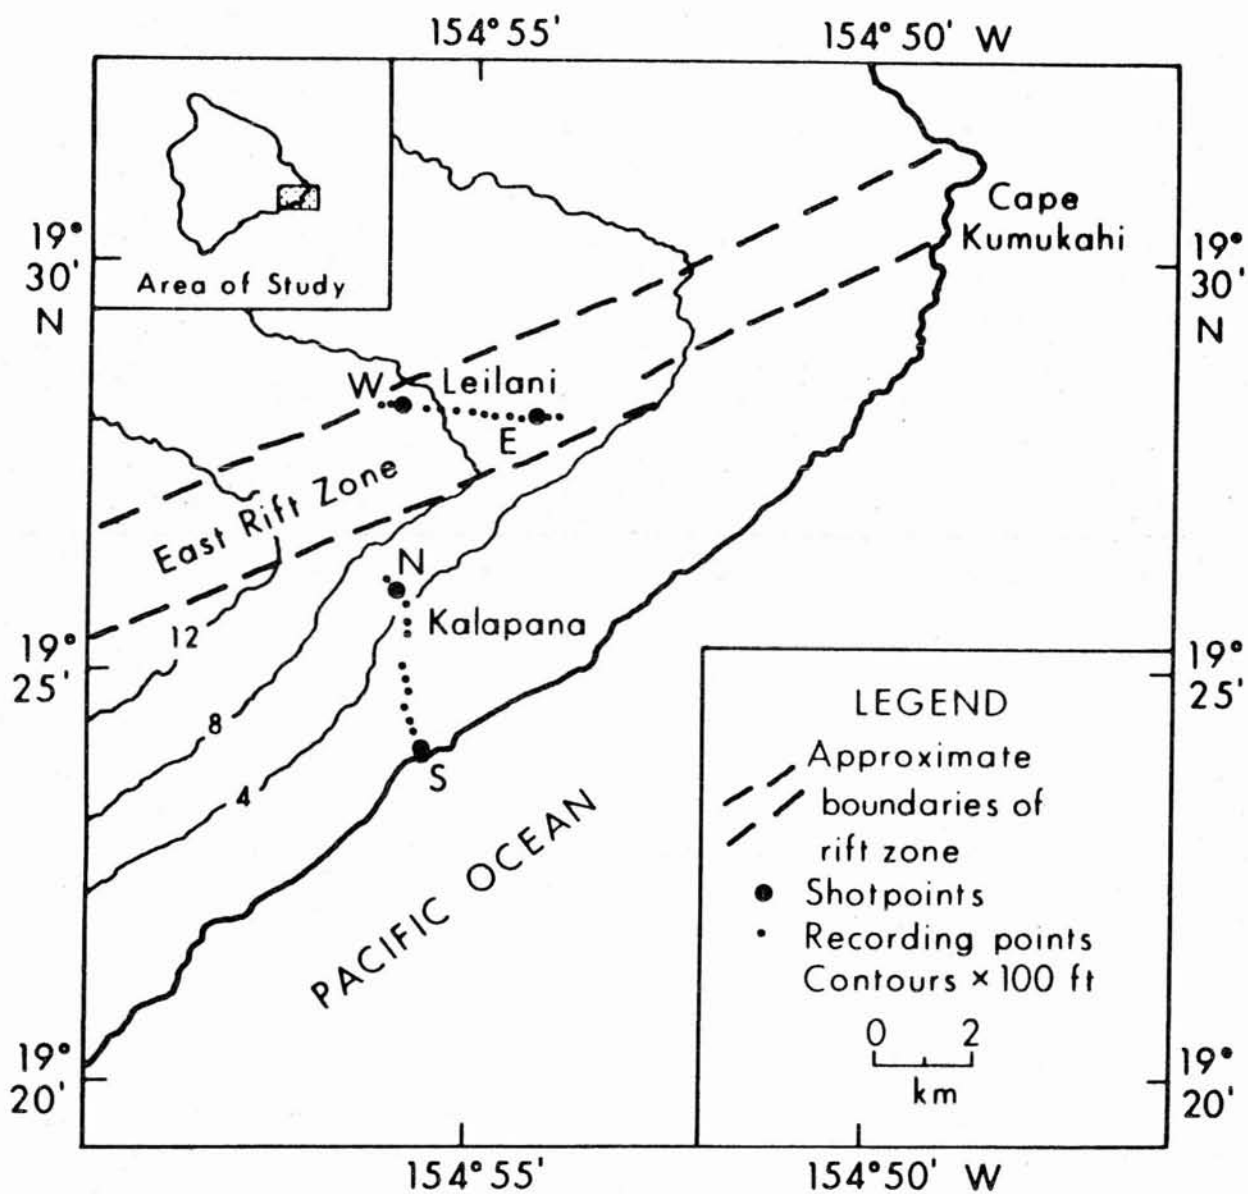 154°55'
154°50' W
19°
30'
N
Area of Study
Cape
Kumukahi
19°
30'
N
W
Leilani
E
East Rift Zone
N
Kalapana
12
19°
25'
8
4
S
PACIFIC OCEAN
19°
25'
LEGEND
Approximate
boundaries of
rift zone
Shotpoints
Recording points
Contours × 100 ft
0 2
km
19°
20'
19°
20'
154°55'
154°50' W